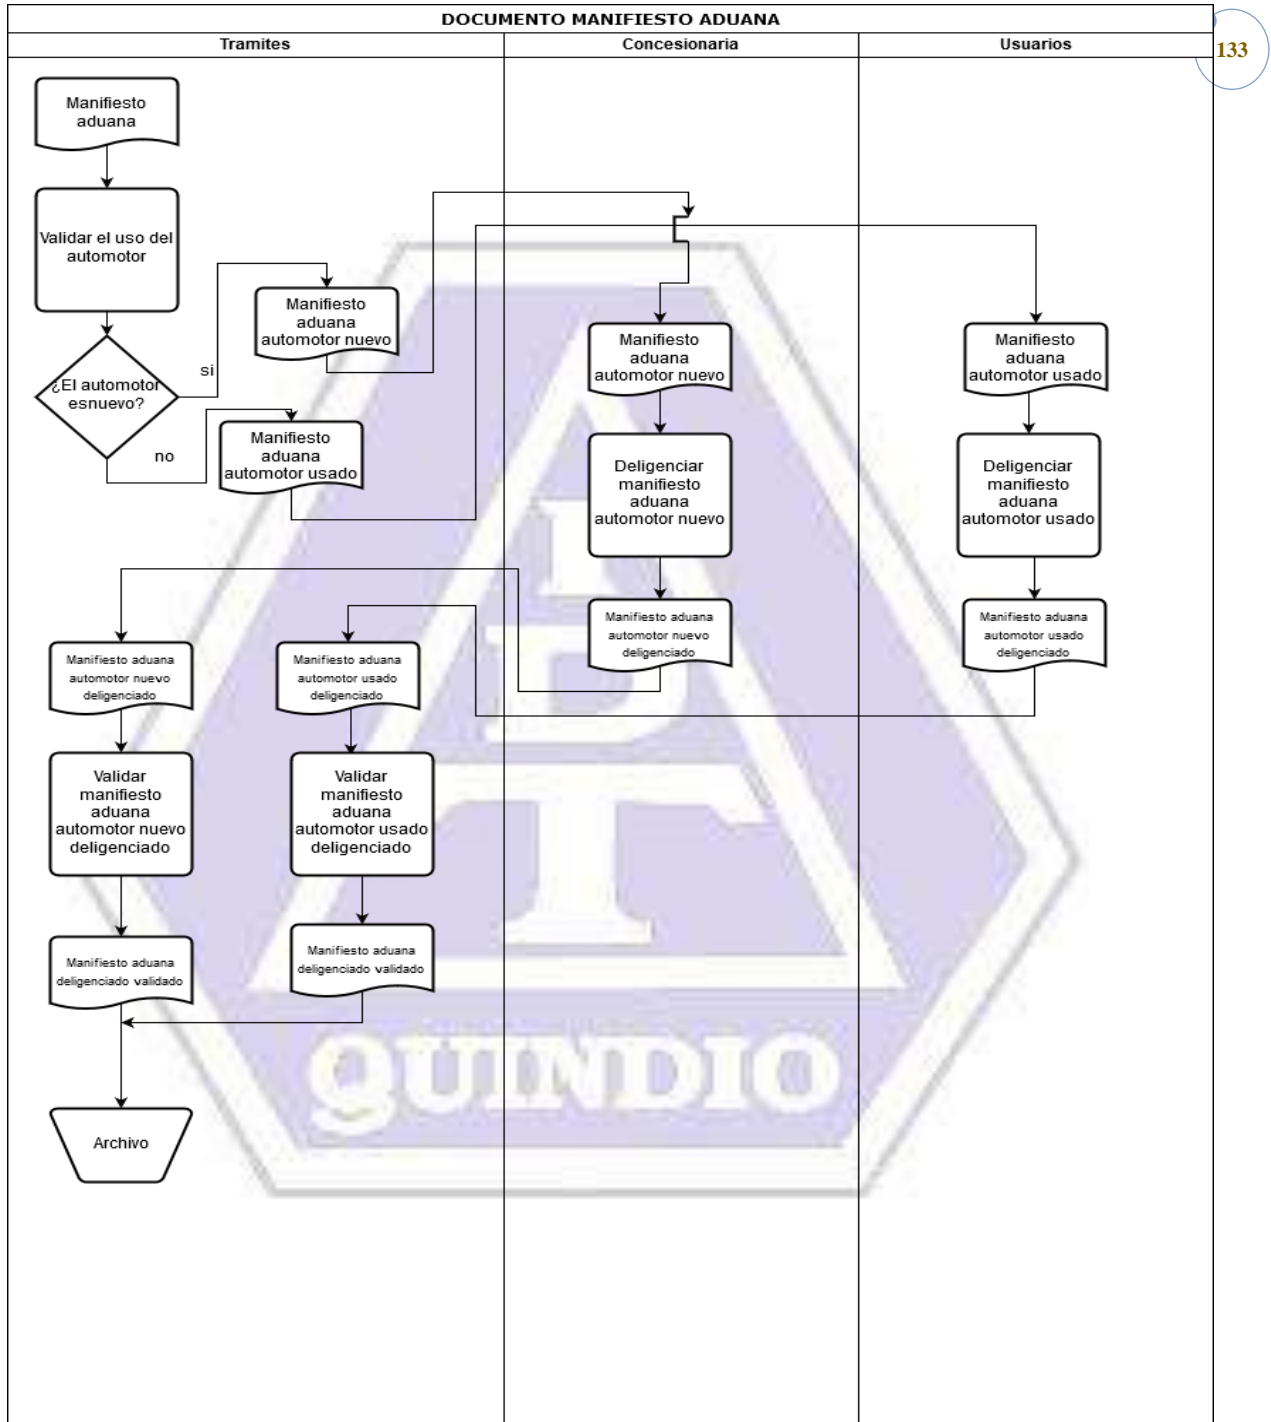 DOCUMENTO MANIFIESTO ADUANA
Tramites
Concesionaria
Usuarios
133
Manifiesto
aduana
Validar el uso del
automotor
¿El automotor
esnuevo?
si
no
Manifiesto
aduana
automotor nuevo
Manifiesto
aduana
automotor usado
Manifiesto
aduana
automotor nuevo
Manifiesto
aduana
automotor usado
Deligenciar
manifiesto
aduana
automotor nuevo
Deligenciar
manifiesto
aduana
automotor usado
Manifiesto aduana
automotor nuevo
deligenciado
Manifiesto aduana
automotor usado
deligenciado
Manifiesto aduana
automotor nuevo
deligenciado
Manifiesto aduana
automotor usado
deligenciado
Validar
manifiesto
aduana
automotor nuevo
deligenciado
Validar
manifiesto
aduana
automotor usado
deligenciado
Manifiesto aduana
deligenciado validado
Manifiesto aduana
deligenciado validado
Archivo
I
D
T
QUINDIO